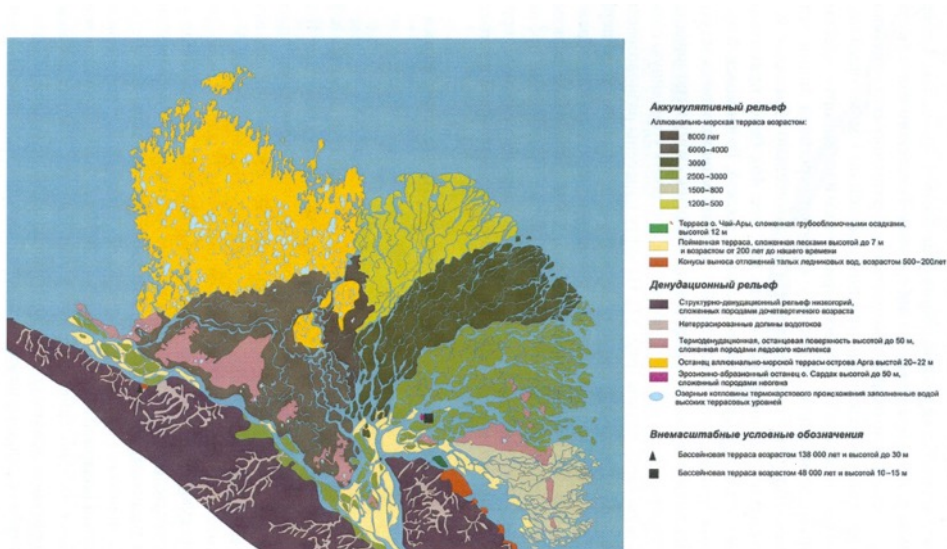 Аккумулятивный рельеф
Аллювиально-морская терраса возрастом:
8000 лет
6000–4000
3000
2500–3000
1500–800
1200–500
Терраса о. Чай-Ары, сложенная грубообломочными осадками,
высотой 12 м
Пойменная терраса, сложенная песками высотой до 7 м
и возрастом от 200 лет до нашего времени
Конусы выноса отложений талых ледниковых вод, возрастом 500–200лет
Денудационный рельеф
Структурно-денудационный рельеф низкогорий,
сложенных породами дочетвертичного возраста
Нетеррасированные долины водотоков
Термоденудационная, останцевая поверхность высотой до 50 м,
сложенная породами ледового комплекса
Останец аллювиально-морской террасы острова Арга высотой 20–22 м
Эрозионно-абразионный останец о. Сардах высотой до 50 м,
сложенный породами неогена
Озерные котловины термокарстового происхождения заполненные водой
высоких террасовых уровней
Внемасштабные условные обозначения
Бассейновая терраса возрастом 138 000 лет и высотой до 30 м
Бассейновая терраса возрастом 48 000 лет и высотой 10–15 м